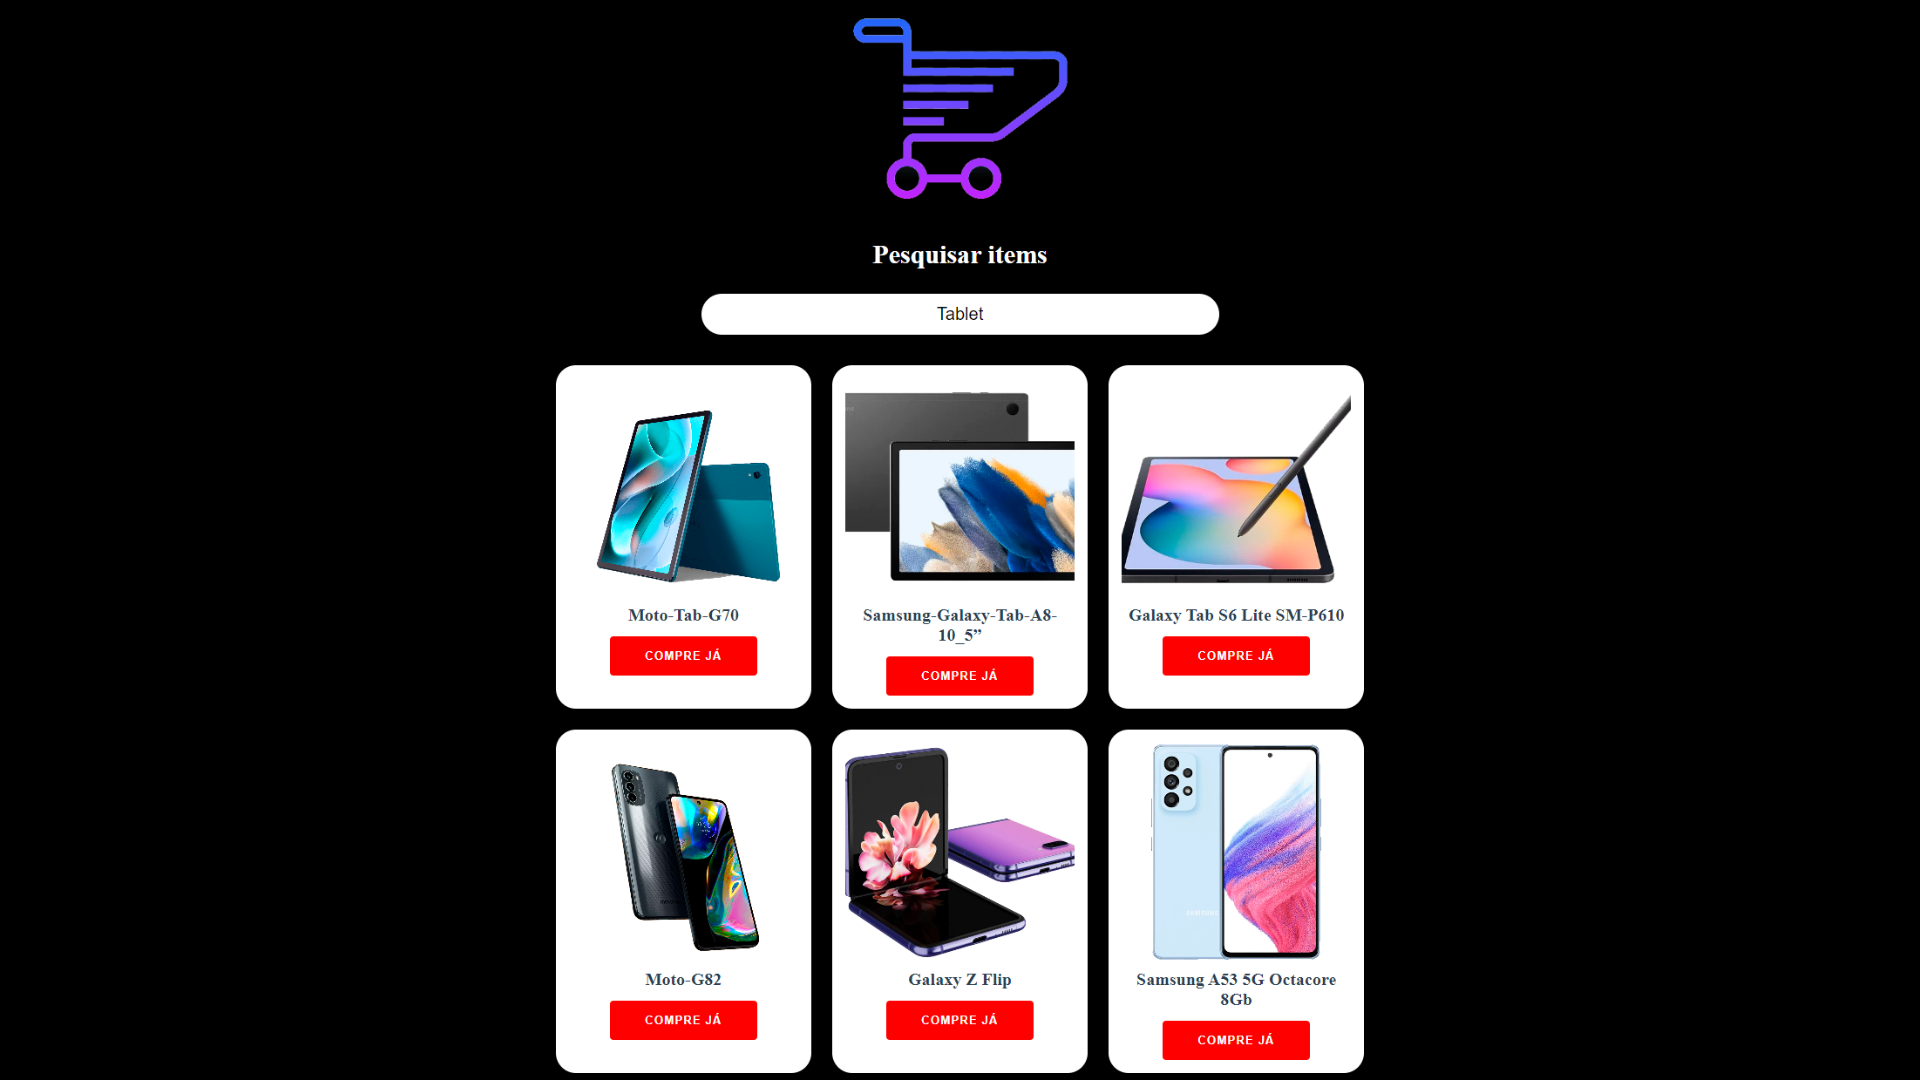 Pesquisar items
Tablet
Moto-Tab-G70
COMPRE JÁ
Samsung-Galaxy-Tab-A8-
10_5”
COMPRE JÁ
Galaxy Tab S6 Lite SM-P610
COMPRE JÁ
Moto-G82
COMPRE JÁ
Galaxy Z Flip
COMPRE JÁ
Samsung A53 5G Octacore
8Gb
COMPRE JÁ